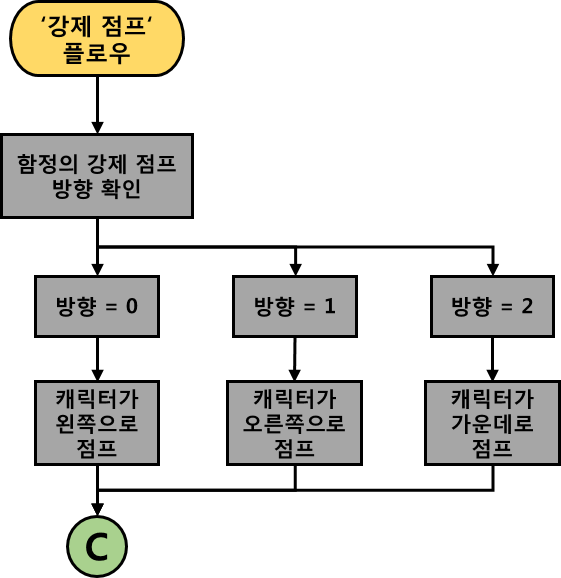 ‘강제 점프‘
플로우
함정의 강제 점프
방향 확인
방향 = 0
방향 = 1
방향 = 2
캐릭터가
왼쪽으로
점프
캐릭터가
오른쪽으로
점프
캐릭터가
가운데로
점프
C